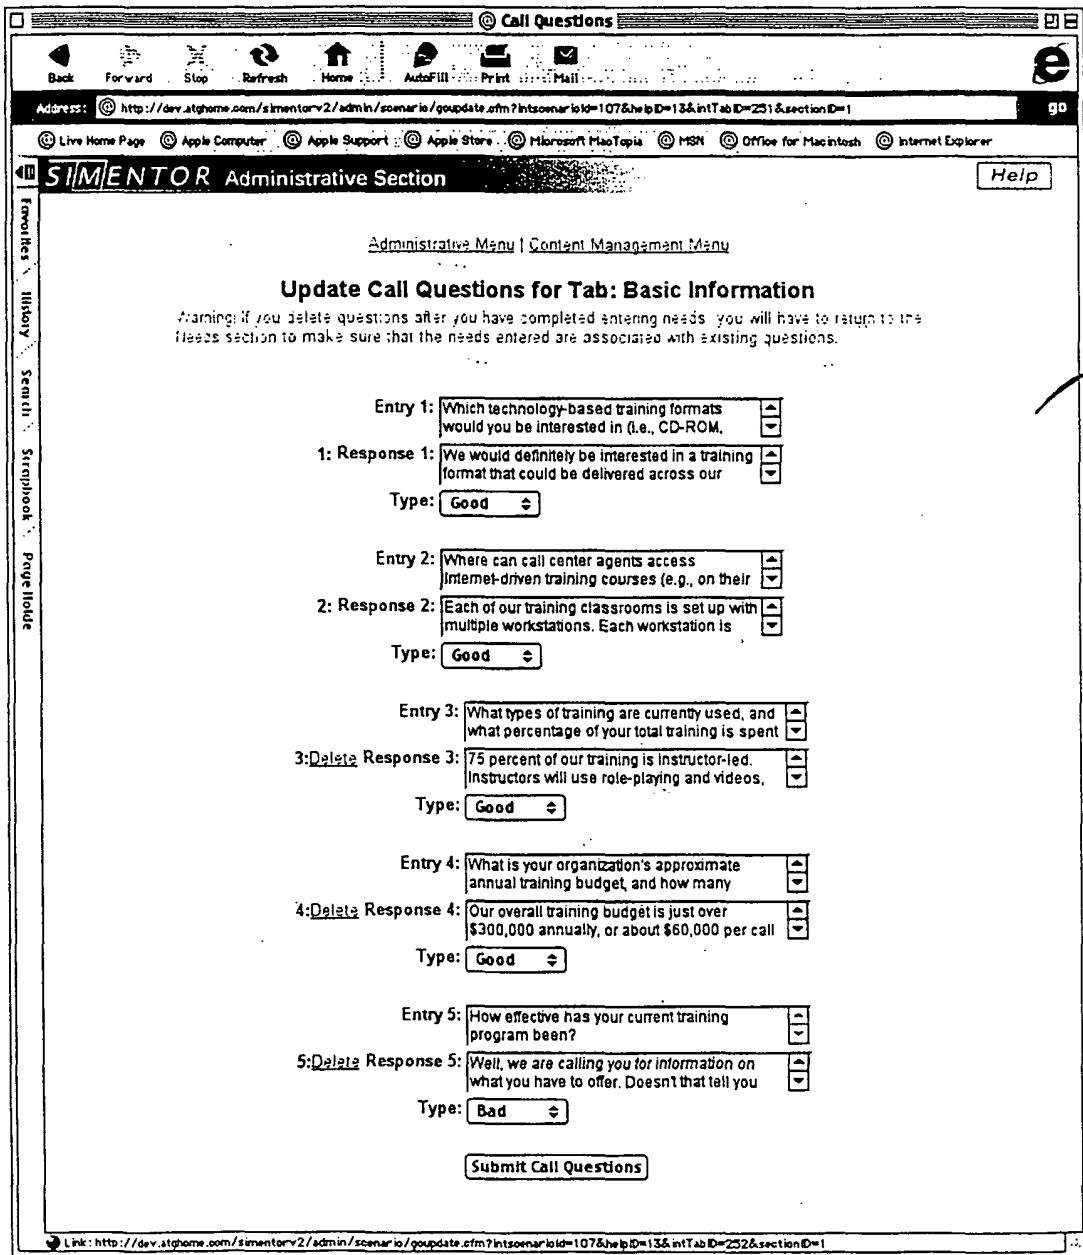 @ Call Questions
Back Forward Stop Refresh Home AutoFill Print Mail
Address: @ http://dev.atghome.com/simentorv2/admin/scenario/goupdate.cfm?intscenarioId=107&helpID=13&intTabID=251&sectionID=1 go
@ Live Home Page @ Apple Computer @ Apple Support @ Apple Store @ Microsoft MacTopia @ MSN @ Office for Macintosh @ Internet Explorer
SIMENTOR Administrative Section Help
Favorites
History
Search
Scrapbook
Page Holde
Administrative Menu | Content Management Menu
Update Call Questions for Tab: Basic Information
Warning: If you delete questions after you have completed entering needs you will have to return to the
Needs section to make sure that the needs entered are associated with existing questions.
Entry 1: Which technology-based training formats
would you be interested in (i.e., CD-ROM,
1: Response 1: We would definitely be interested in a training
format that could be delivered across our
Type: Good
Entry 2: Where can call center agents access
Internet-driven training courses (e.g., on their
2: Response 2: Each of our training classrooms is set up with
multiple workstations. Each workstation is
Type: Good
Entry 3: What types of training are currently used, and
what percentage of your total training is spent
3:Delete Response 3: 75 percent of our training is instructor-led.
Instructors will use role-playing and videos,
Type: Good
Entry 4: What is your organization's approximate
annual training budget, and how many
4:Delete Response 4: Our overall training budget is just over
$300,000 annually, or about $60,000 per call
Type: Good
Entry 5: How effective has your current training
program been?
5:Delete Response 5: Well, we are calling you for information on
what you have to offer. Doesn't that tell you
Type: Bad
Submit Call Questions
Link: http://dev.atghome.com/simentorv2/admin/scenario/goupdate.cfm?intscenarioId=107&helpID=13&intTabID=252&sectionID=1